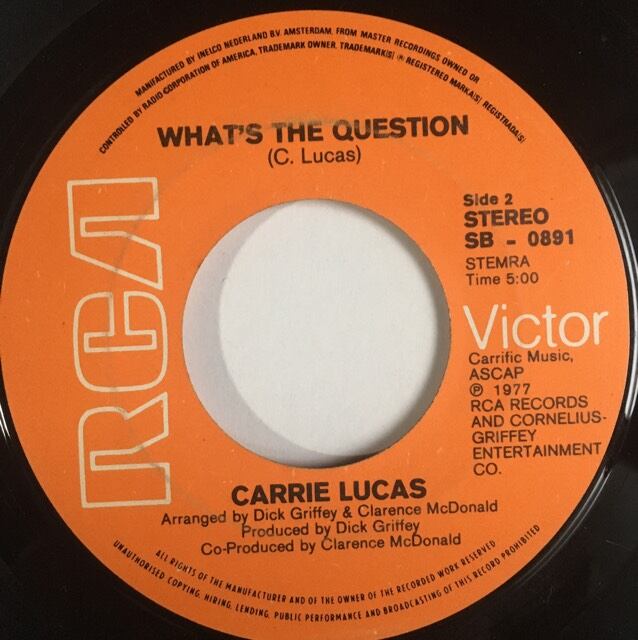 MANUFACTURED BY INELCO NEDERLAND B.V. AMSTERDAM, FROM MASTER RECORDINGS OWNED OR
CONTROLLED BY RADIO CORPORATION OF AMERICA, TRADEMARK OWNER. TRADEMARK(S) ® REGISTERED MARKA(S) REGISTRADA(S)
WHAT'S THE QUESTION
(C. Lucas)
RCA
Side 2
STEREO
SB - 0891
STEMRA
Time 5:00
Victor
Carrific Music,
ASCAP
℗ 1977
RCA RECORDS
AND CORNELIUS-
GRIFFEY
ENTERTAINMENT
CO.
CARRIE LUCAS
Arranged by Dick Griffey & Clarence McDonald
Produced by Dick Griffey
Co-Produced by Clarence McDonald
ALL RIGHTS OF THE MANUFACTURER AND OF THE OWNER OF THE RECORDED WORK RESERVED
UNAUTHORISED COPYING, HIRING, LENDING, PUBLIC PERFORMANCE AND BROADCASTING OF THIS RECORD PROHIBITED